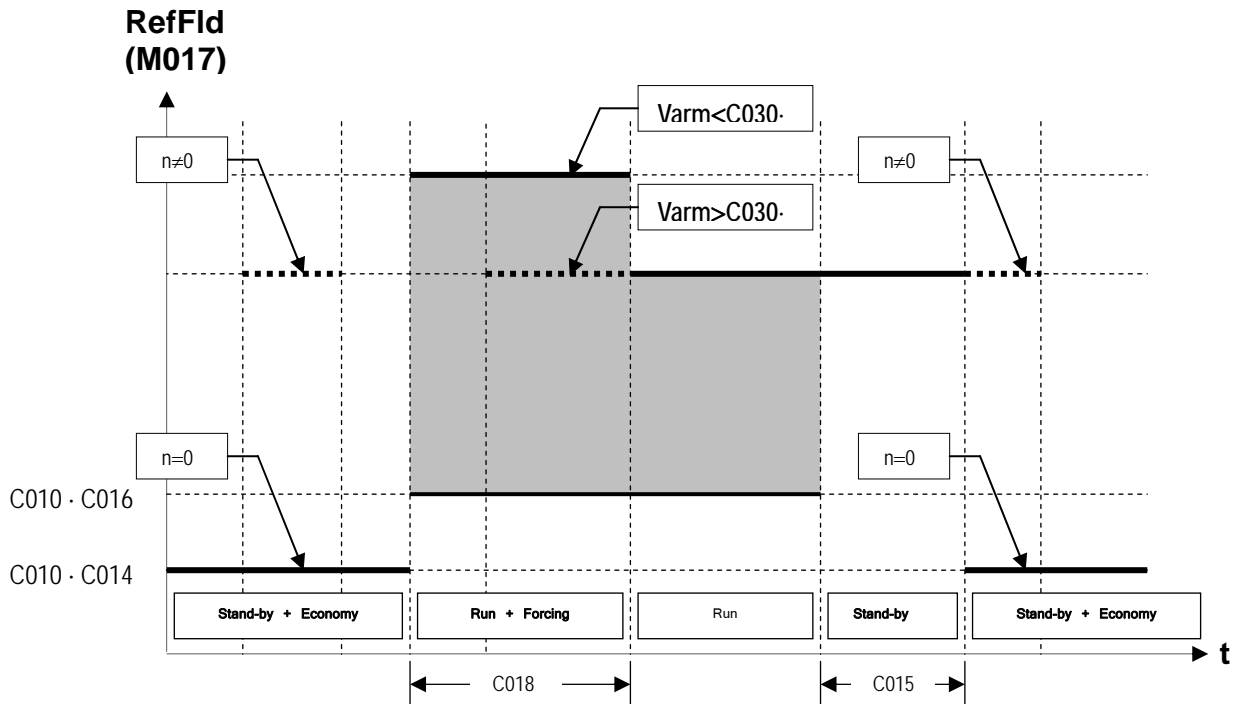 RefFld
(M017)
Varm<C030·
n≠0
n≠0
Varm>C030·
n=0
n=0
C010 · C016
C010 · C014
Stand-by + Economy
Run + Forcing
Run
Stand-by
Stand-by + Economy
t
C018
C015